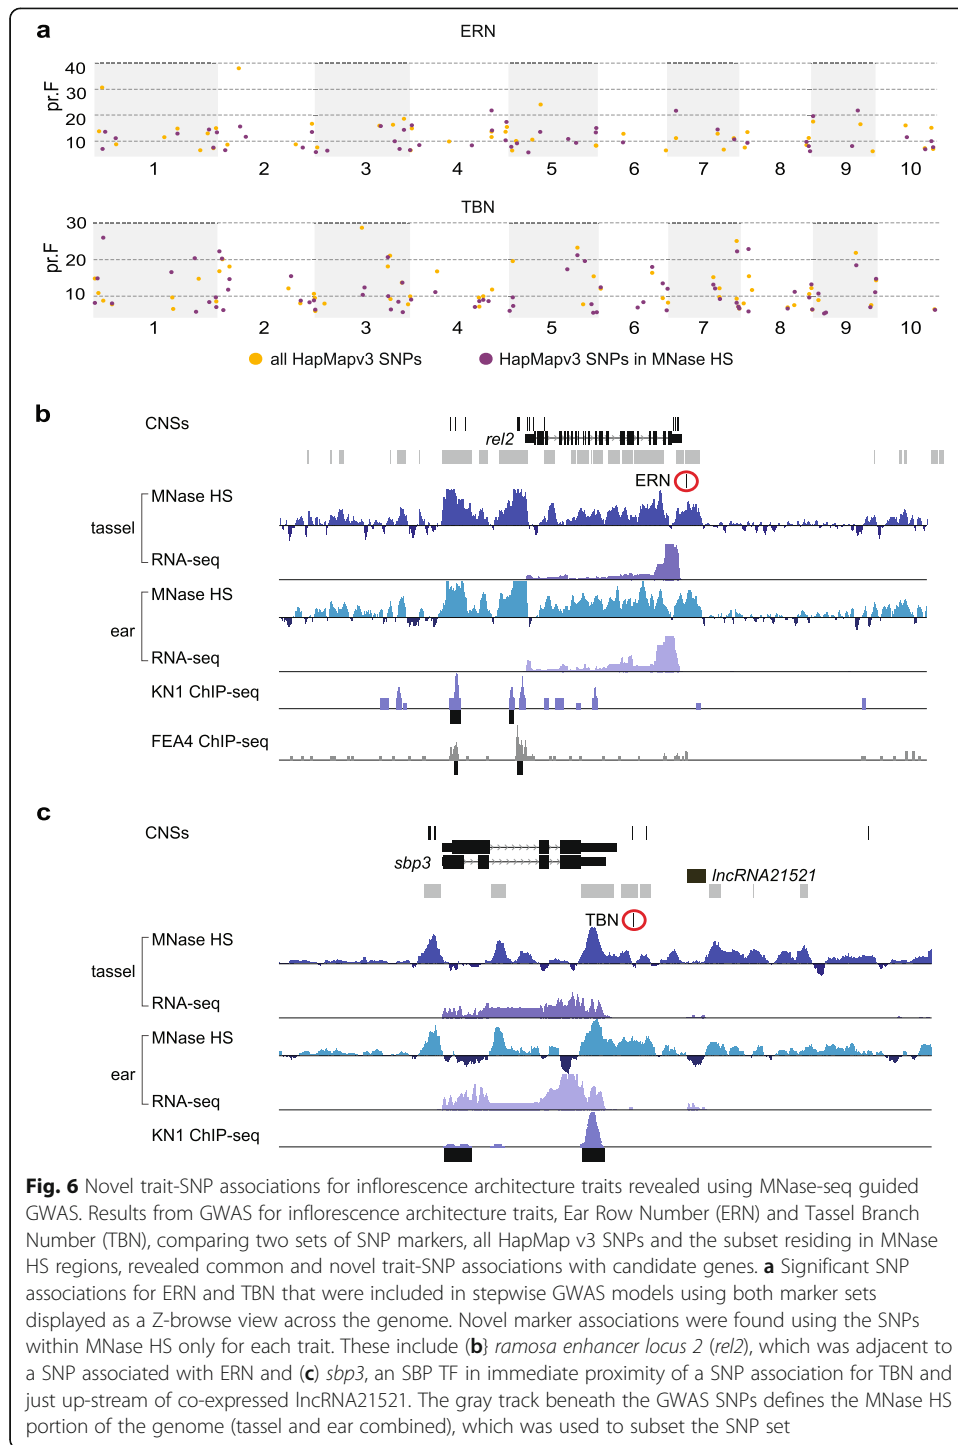 a
ERN
pr.F
40
30
20
10
1 2 3 4 5 6 7 8 9 10
TBN
pr.F
30
20
10
1 2 3 4 5 6 7 8 9 10
all HapMapv3 SNPs HapMapv3 SNPs in MNase HS
b
CNSs
rel2
ERN
MNase HS
tassel
RNA-seq
MNase HS
ear
RNA-seq
KN1 ChIP-seq
FEA4 ChIP-seq
c
CNSs
sbp3
lncRNA21521
TBN
MNase HS
tassel
RNA-seq
MNase HS
ear
RNA-seq
KN1 ChIP-seq
Fig. 6 Novel trait-SNP associations for inflorescence architecture traits revealed using MNase-seq guided
GWAS. Results from GWAS for inflorescence architecture traits, Ear Row Number (ERN) and Tassel Branch
Number (TBN), comparing two sets of SNP markers, all HapMap v3 SNPs and the subset residing in MNase
HS regions, revealed common and novel trait-SNP associations with candidate genes. a Significant SNP
associations for ERN and TBN that were included in stepwise GWAS models using both marker sets
displayed as a Z-browse view across the genome. Novel marker associations were found using the SNPs
within MNase HS only for each trait. These include (b} ramosa enhancer locus 2 (rel2), which was adjacent to
a SNP associated with ERN and (c) sbp3, an SBP TF in immediate proximity of a SNP association for TBN and
just up-stream of co-expressed lncRNA21521. The gray track beneath the GWAS SNPs defines the MNase HS
portion of the genome (tassel and ear combined), which was used to subset the SNP set